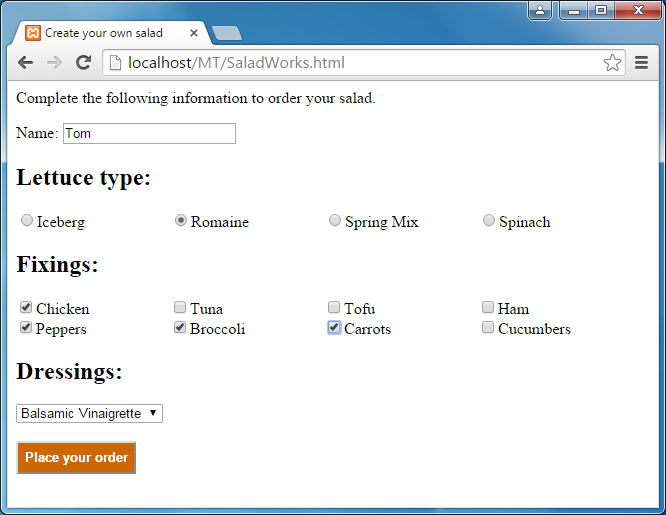 Create your own salad
localhost/MT/SaladWorks.html
Complete the following information to order your salad.
Name: Tom
Lettuce type:
Iceberg Romaine Spring Mix Spinach
Fixings:
Chicken Tuna Tofu Ham
Peppers Broccoli Carrots Cucumbers
Dressings:
Balsamic Vinaigrette
Place your order